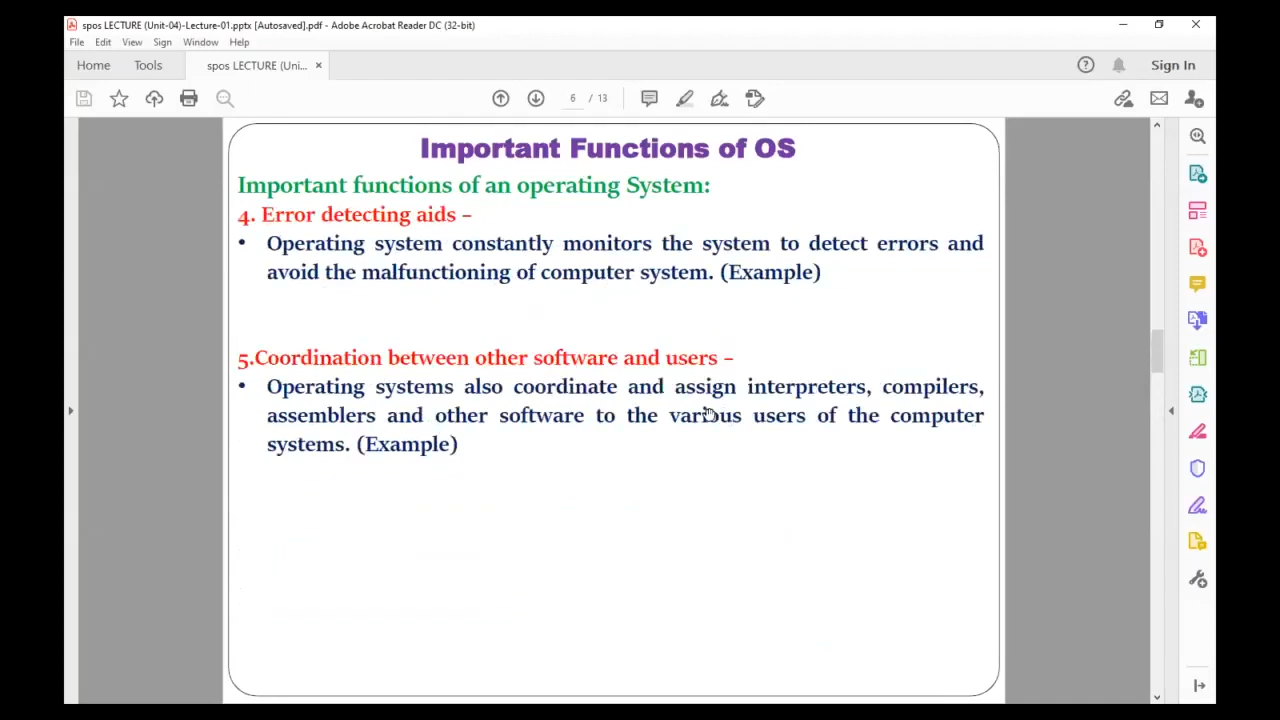 spos LECTURE (Unit-04)-Lecture-01.pptx [Autosaved].pdf - Adobe Acrobat Reader DC (32-bit)
File Edit View Sign Window Help
Home Tools spos LECTURE (Uni... × Sign In
6 / 13
Important Functions of OS
Important functions of an operating System:
4. Error detecting aids –
• Operating system constantly monitors the system to detect errors and
avoid the malfunctioning of computer system. (Example)
5.Coordination between other software and users –
• Operating systems also coordinate and assign interpreters, compilers,
assemblers and other software to the various users of the computer
systems. (Example)